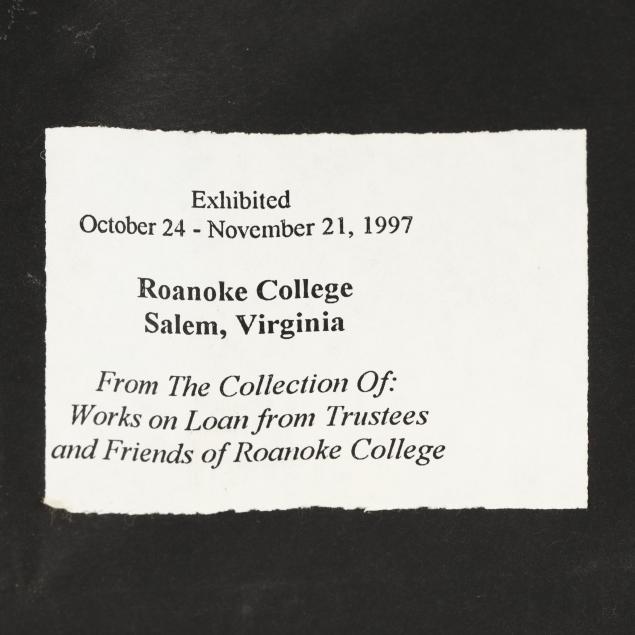 Exhibited
October 24 - November 21, 1997
Roanoke College
Salem, Virginia
From The Collection Of:
Works on Loan from Trustees
and Friends of Roanoke College